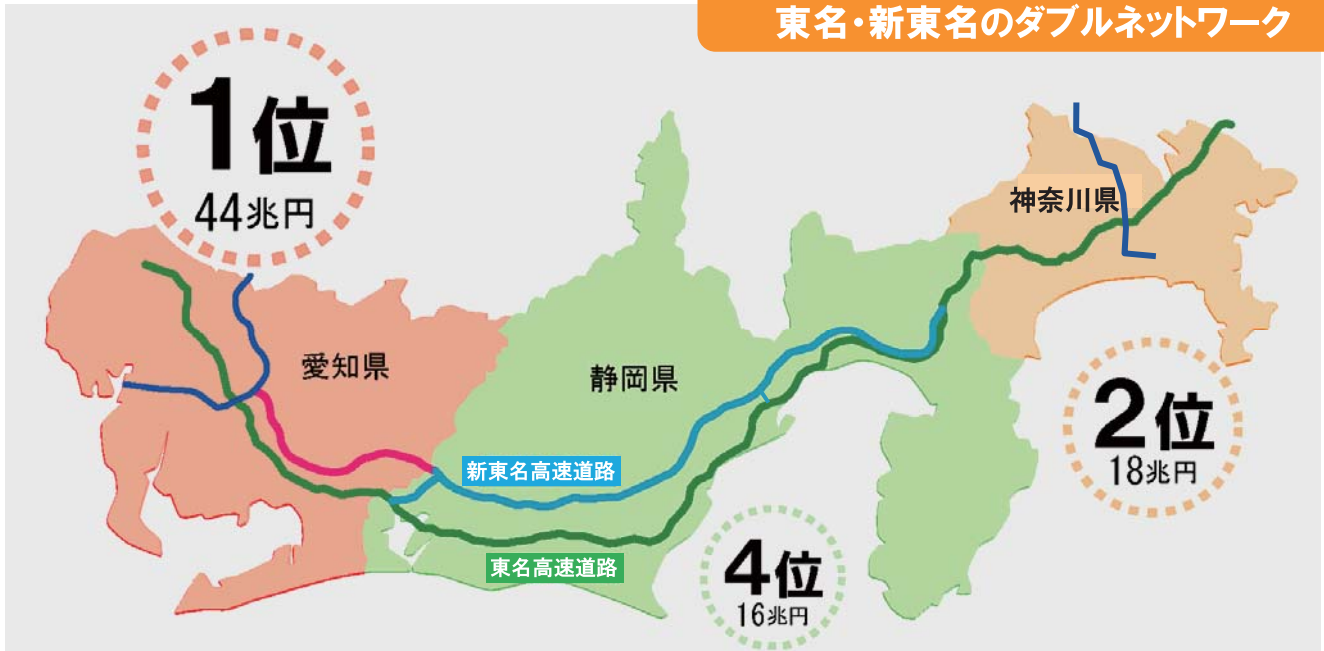 東名・新東名のダブルネットワーク
1位
44兆円
神奈川県
愛知県
静岡県
2位
18兆円
新東名高速道路
東名高速道路
4位
16兆円